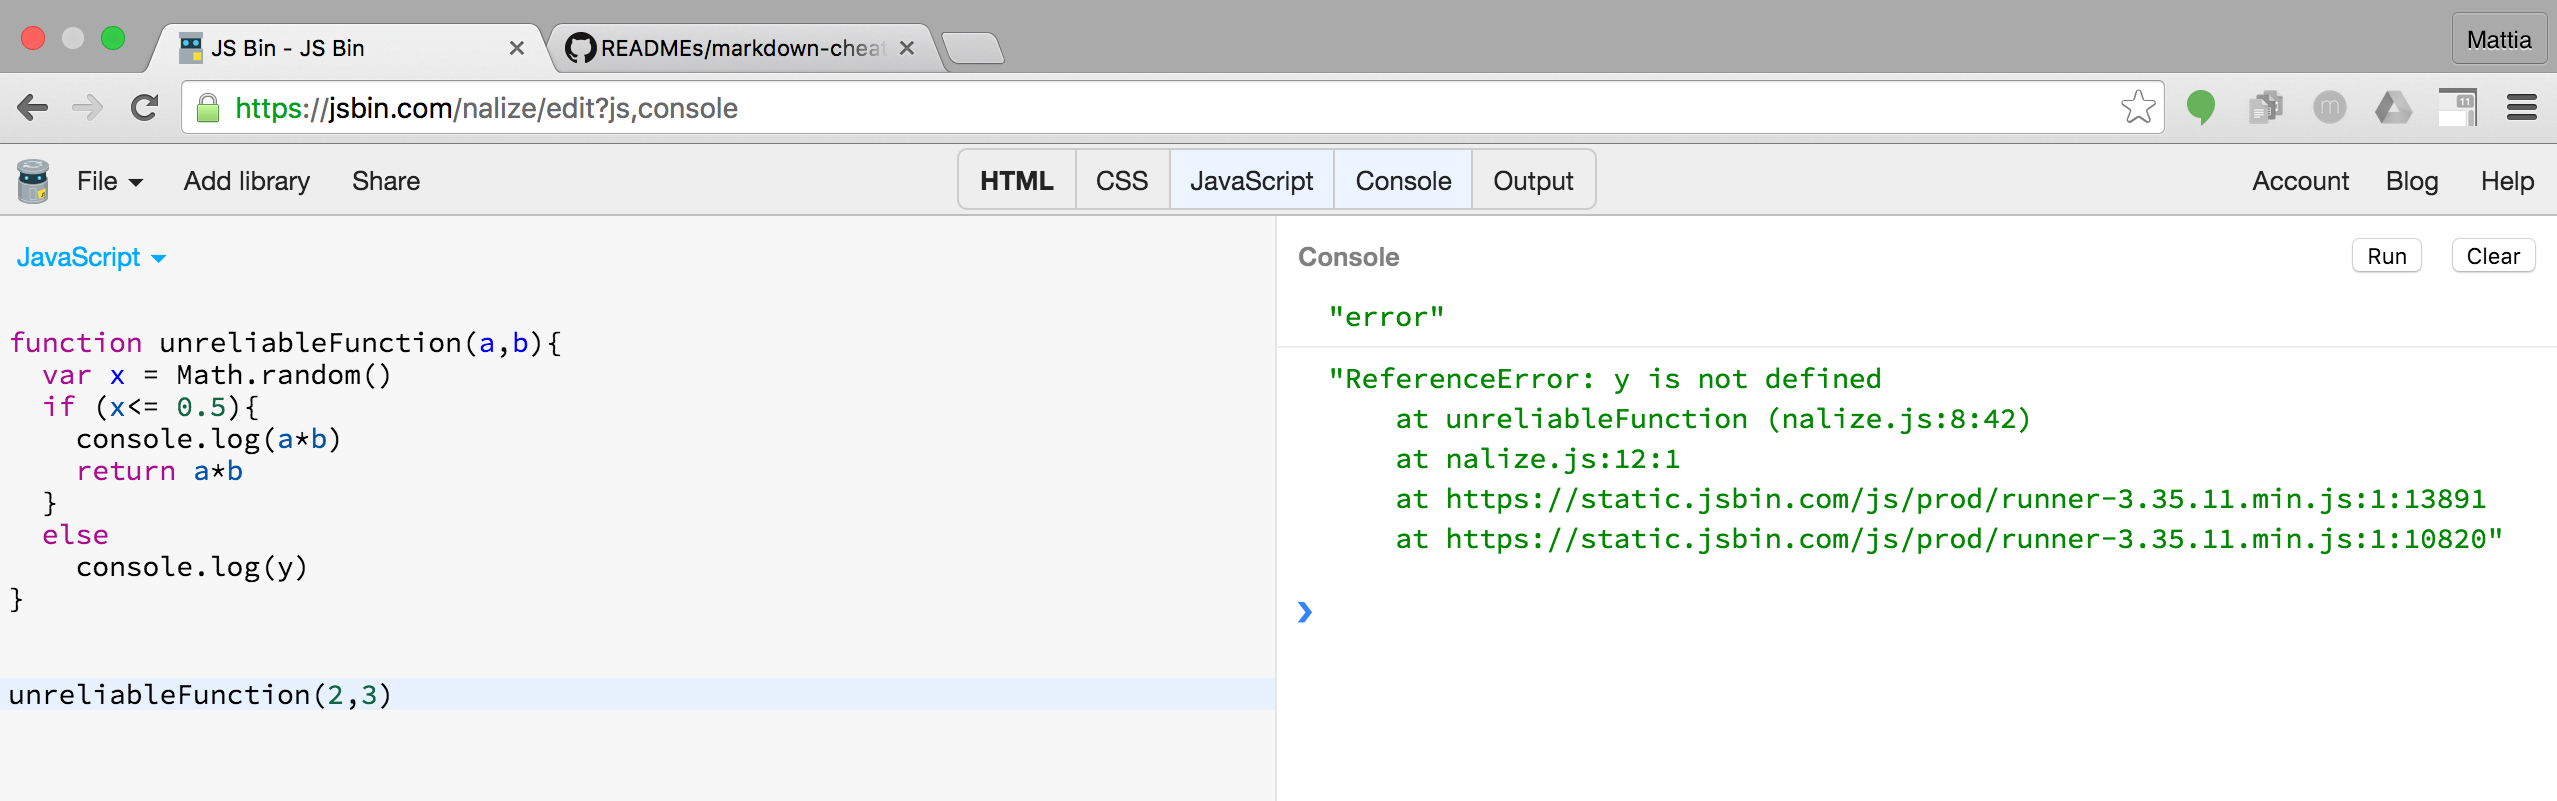 JS Bin - JS Bin
READMEs/markdown-cheat
Mattia
https://jsbin.com/nalize/edit?js,console
m
11
File
Add library
Share
HTML
CSS
JavaScript
Console
Output
Account
Blog
Help
JavaScript
function unreliableFunction(a,b){
  var x = Math.random()
  if (x<= 0.5){
    console.log(a*b)
    return a*b
  }
  else
    console.log(y)
}
unreliableFunction(2,3)
Console
Run
Clear
"error"
"ReferenceError: y is not defined
    at unreliableFunction (nalize.js:8:42)
    at nalize.js:12:1
    at https://static.jsbin.com/js/prod/runner-3.35.11.min.js:1:13891
    at https://static.jsbin.com/js/prod/runner-3.35.11.min.js:1:10820"